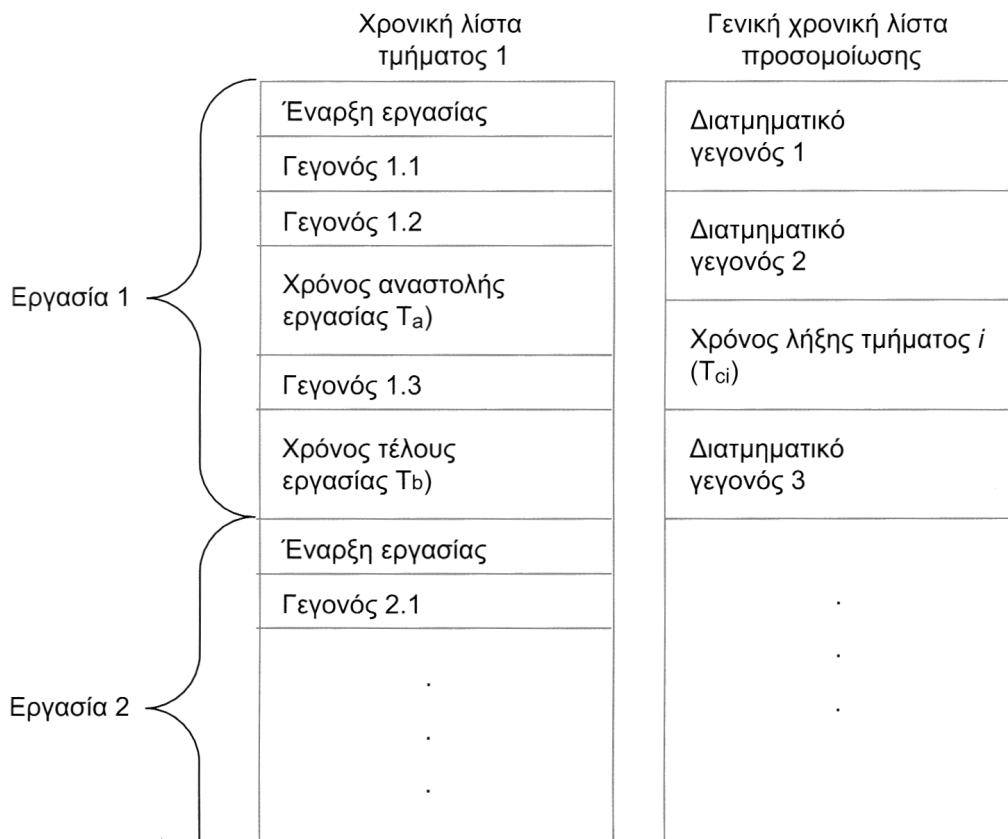 Χρονική λίστα
τμήματος 1
Γενική χρονική λίστα
προσομοίωσης
Εργασία 1
Έναρξη εργασίας
Γεγονός 1.1
Γεγονός 1.2
Χρόνος αναστολής
εργασίας Ta)
Γεγονός 1.3
Χρόνος τέλους
εργασίας Tb)
Εργασία 2
Έναρξη εργασίας
Γεγονός 2.1
.
.
.
Διατμηματικό
γεγονός 1
Διατμηματικό
γεγονός 2
Χρόνος λήξης τμήματος i
(Tci)
Διατμηματικό
γεγονός 3
.
.
.